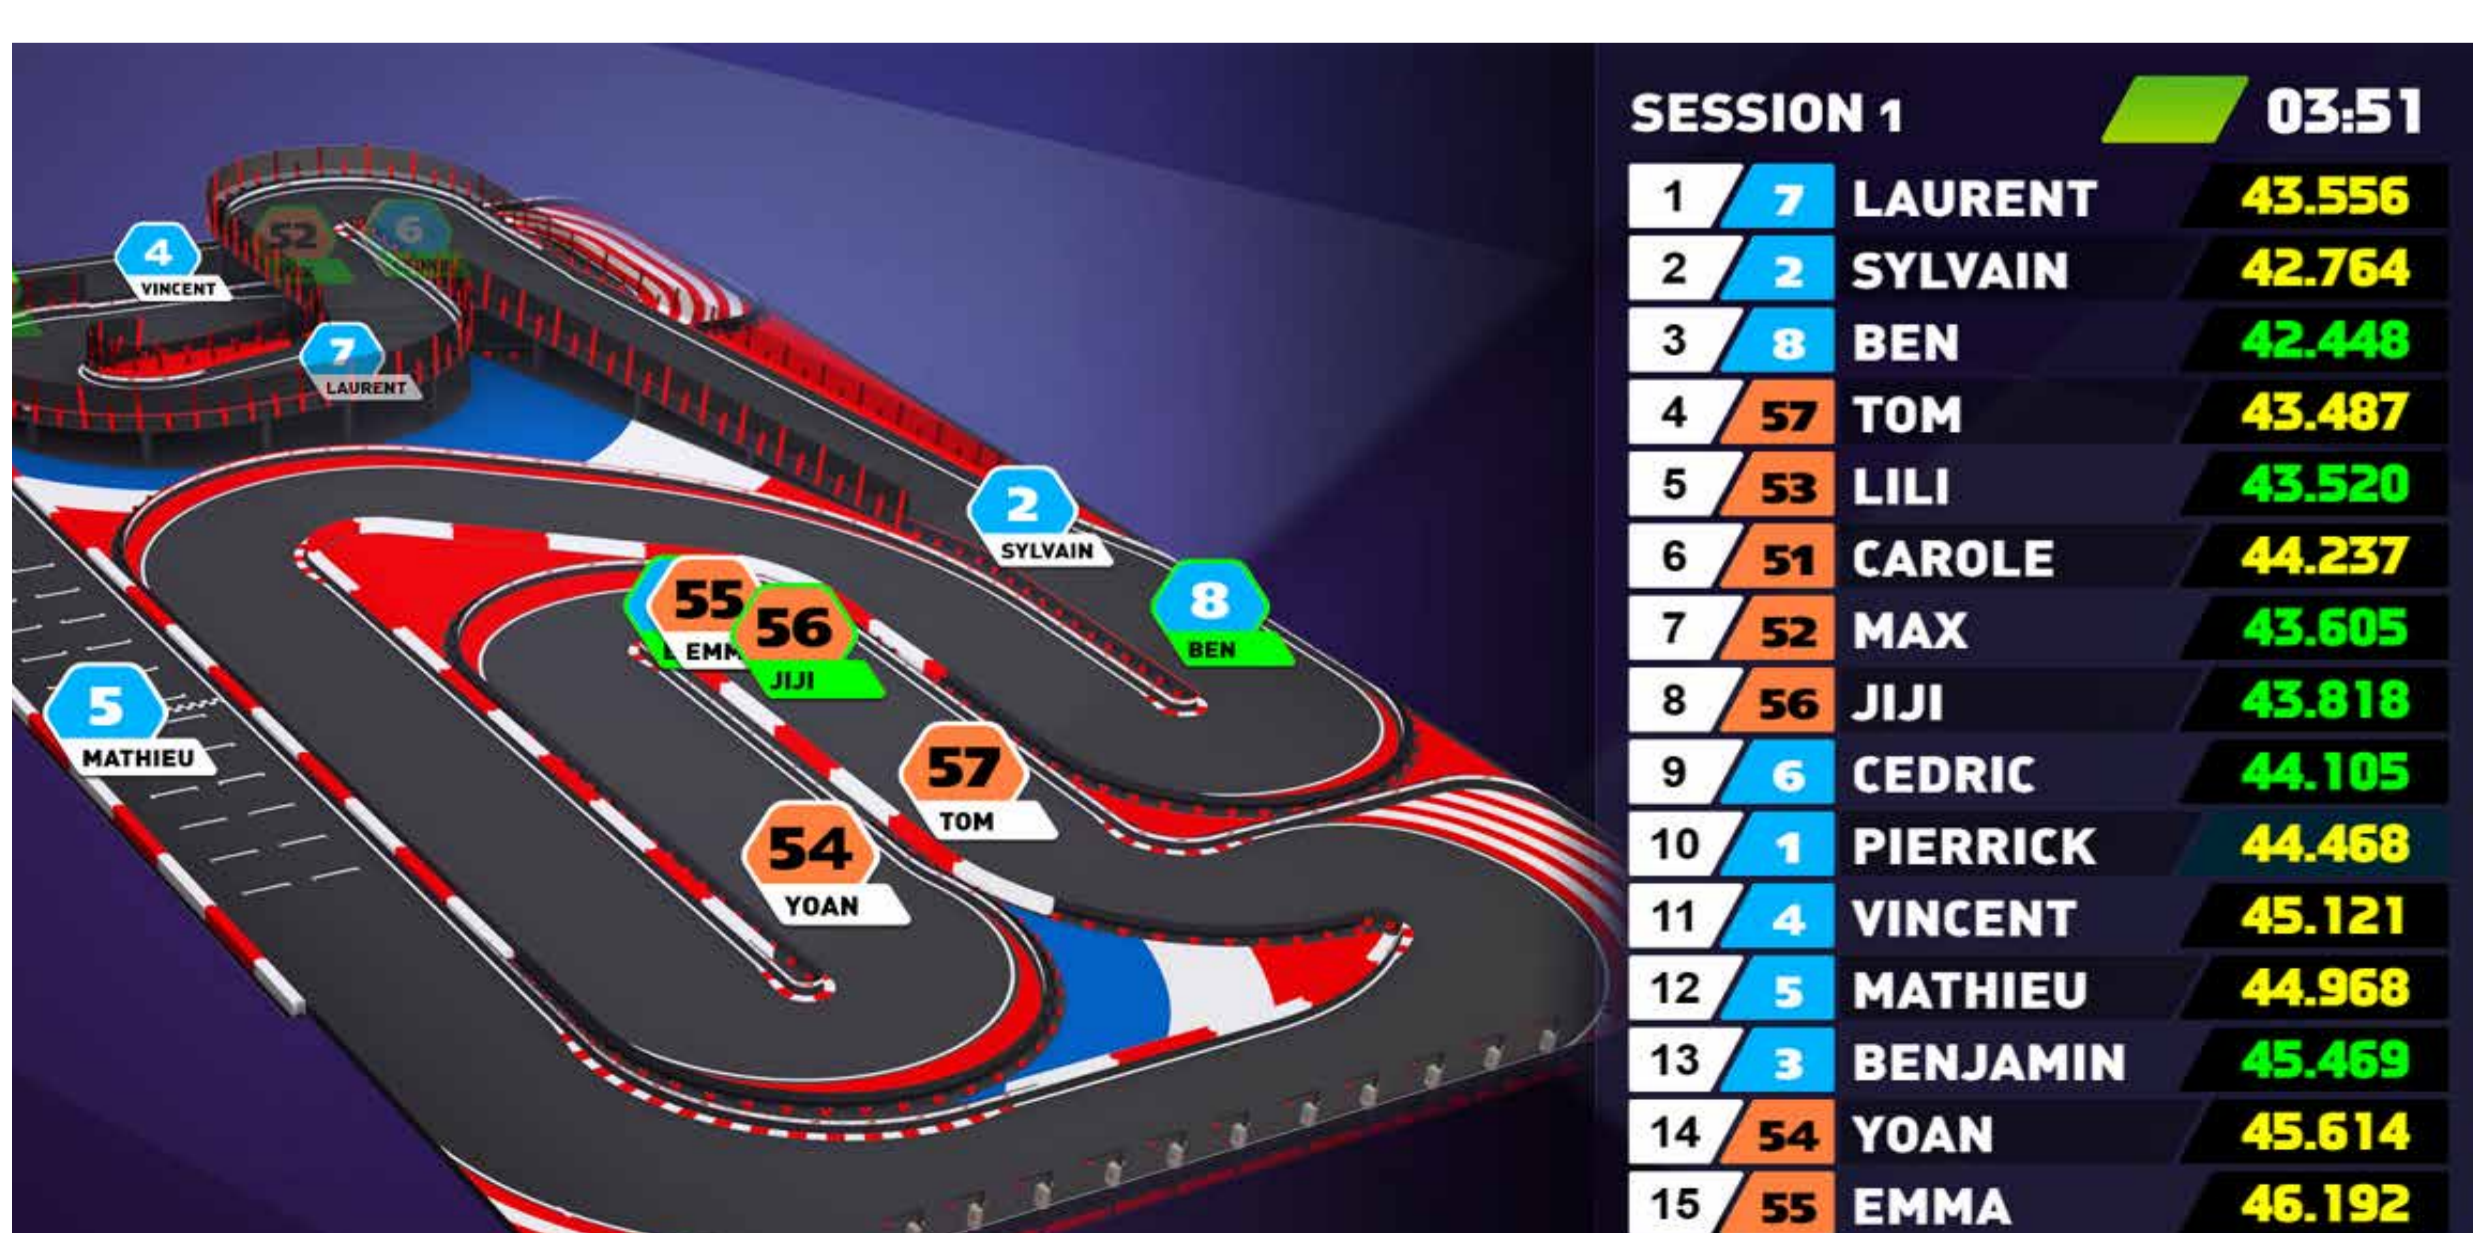 SESSION 1 03:51
1 7 LAURENT 43.556
2 2 SYLVAIN 42.764
3 8 BEN 42.448
4 57 TOM 43.487
5 53 LILI 43.520
6 51 CAROLE 44.237
7 52 MAX 43.605
8 56 JIJI 43.818
9 6 CEDRIC 44.105
10 1 PIERRICK 44.468
11 4 VINCENT 45.121
12 5 MATHIEU 44.968
13 3 BENJAMIN 45.469
14 54 YOAN 45.614
15 55 EMMA 46.192
52
6
4
VINCENT
7
LAURENT
2
SYLVAIN
8
BEN
55
EMM
56
JIJI
5
MATHIEU
57
TOM
54
YOAN